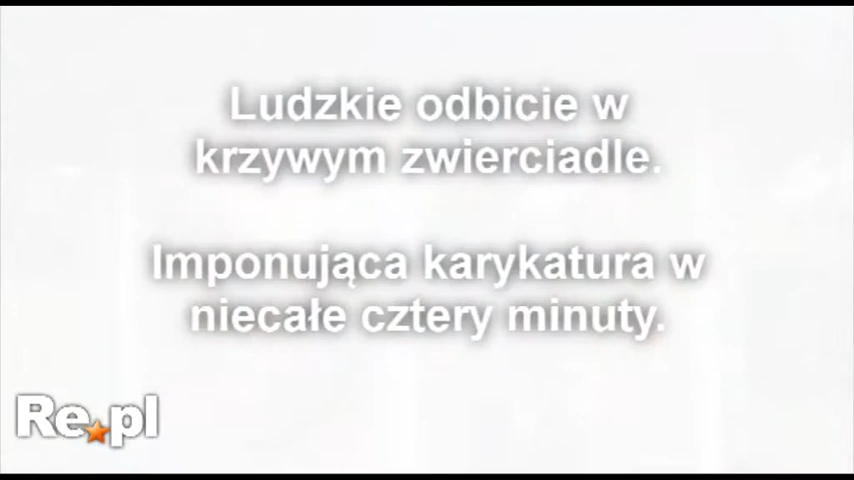 Ludzkie odbicie w
krzywym zwierciadle.
Imponująca karykatura w
niecałe cztery minuty.
Re.pl